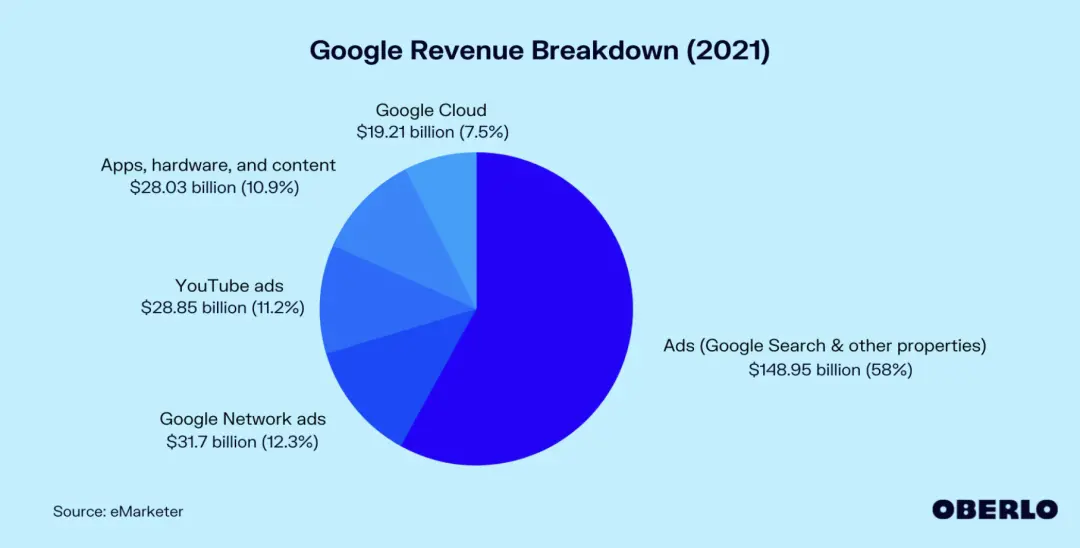 Google Revenue Breakdown (2021)
Google Cloud
$19.21 billion (7.5%)
Apps, hardware, and content
$28.03 billion (10.9%)
YouTube ads
$28.85 billion (11.2%)
Ads (Google Search & other properties)
$148.95 billion (58%)
Google Network ads
$31.7 billion (12.3%)
Source: eMarketer
OBERLO